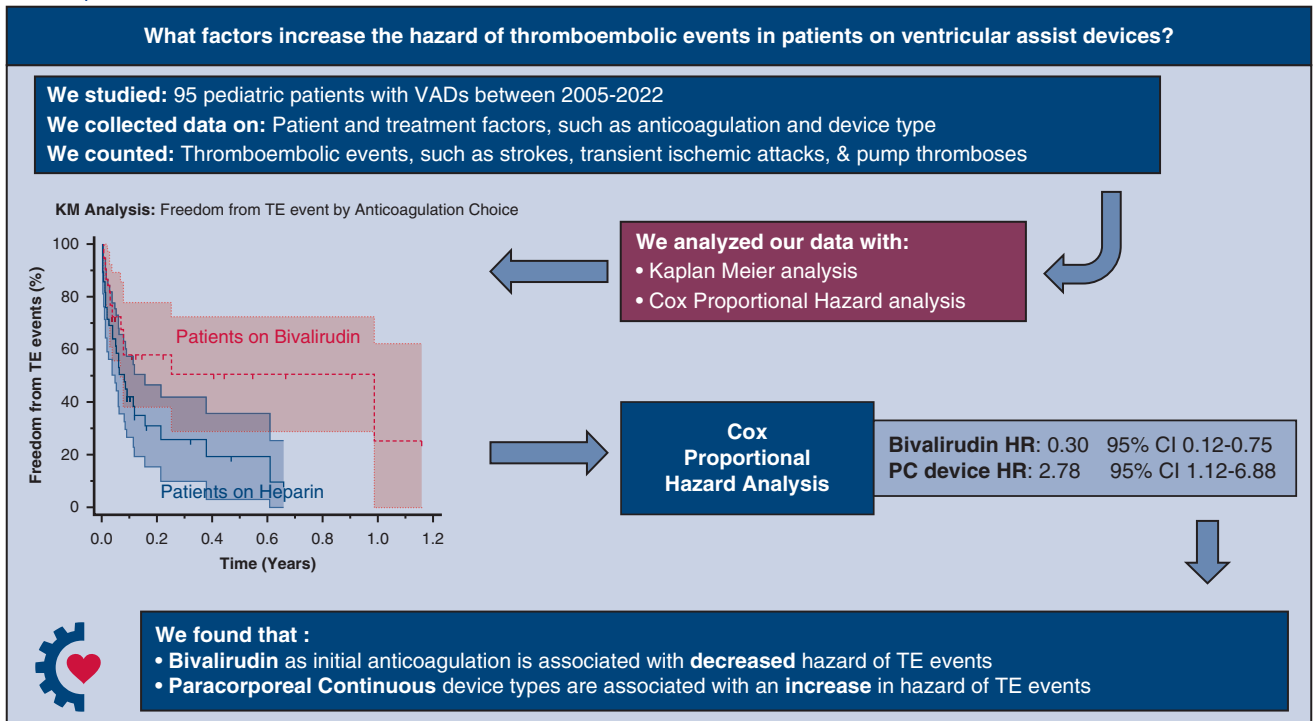 What factors increase the hazard of thromboembolic events in patients on ventricular assist devices?
We studied: 95 pediatric patients with VADs between 2005-2022
We collected data on: Patient and treatment factors, such as anticoagulation and device type
We counted: Thromboembolic events, such as strokes, transient ischemic attacks, & pump thromboses
KM Analysis: Freedom from TE event by Anticoagulation Choice
Freedom from TE events (%)
100
80
60
40
20
0
Patients on Bivalirudin
Patients on Heparin
0.0 0.2 0.4 0.6 0.8 1.0 1.2
Time (Years)
We analyzed our data with:
• Kaplan Meier analysis
• Cox Proportional Hazard analysis
Cox
Proportional
Hazard Analysis
Bivalirudin HR: 0.30 95% CI 0.12-0.75
PC device HR: 2.78 95% CI 1.12-6.88
We found that :
• Bivalirudin as initial anticoagulation is associated with decreased hazard of TE events
• Paracorporeal Continuous device types are associated with an increase in hazard of TE events